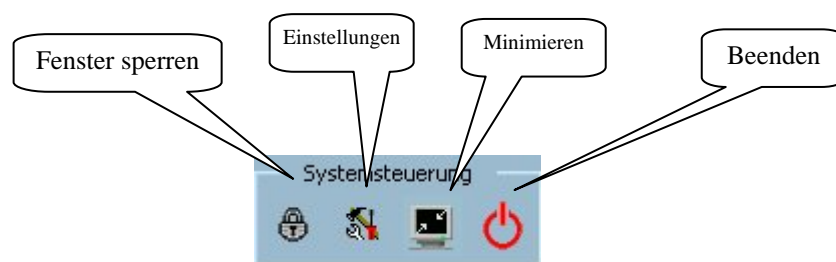 Fenster sperren
Einstellungen
Minimieren
Beenden
Systemsteuerung